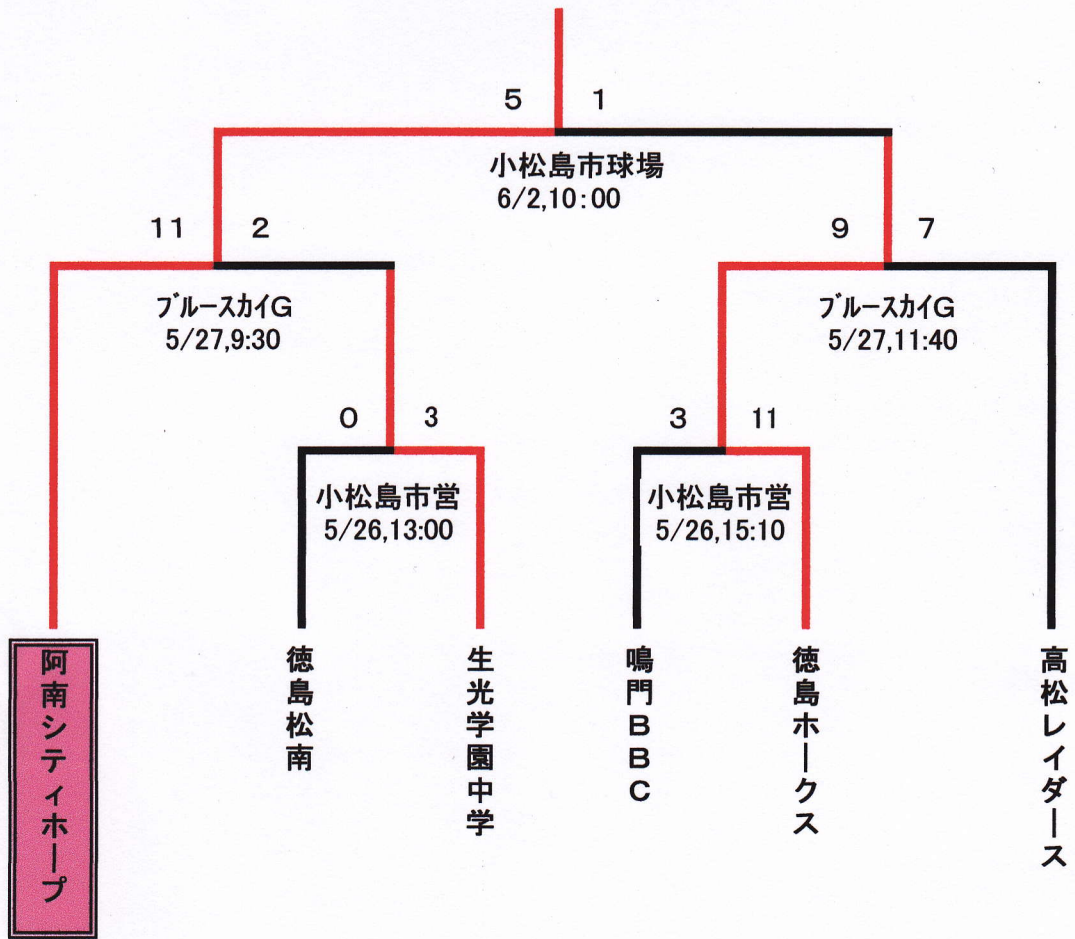 5 1
小松島市球場
6/2,10:00
11 2
9 7
ブルースカイG
5/27,9:30
ブルースカイG
5/27,11:40
0 3
3 11
小松島市営
5/26,13:00
小松島市営
5/26,15:10
阿南シティホープ
徳島松南
生光学園中学
鳴門BBC
徳島ホークス
高松レイダース